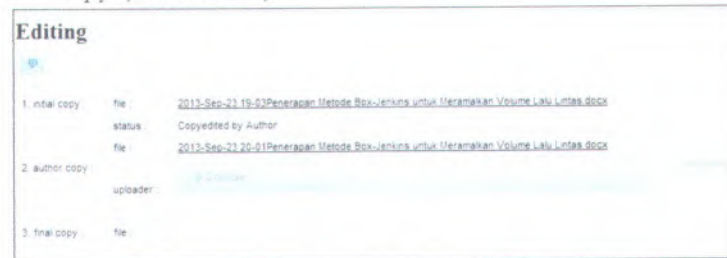 Editing
1. initial copy : file : 2013-Sep-23 19-03Penerapan Metode Box-Jenkins untuk Meramalkan Volume Lalu Lintas.docx
status : Copyedited by Author
file : 2013-Sep-23 20-01Penerapan Metode Box-Jenkins untuk Meramalkan Volume Lalu Lintas.docx
2. author copy :
uploader :
3. final copy : file :